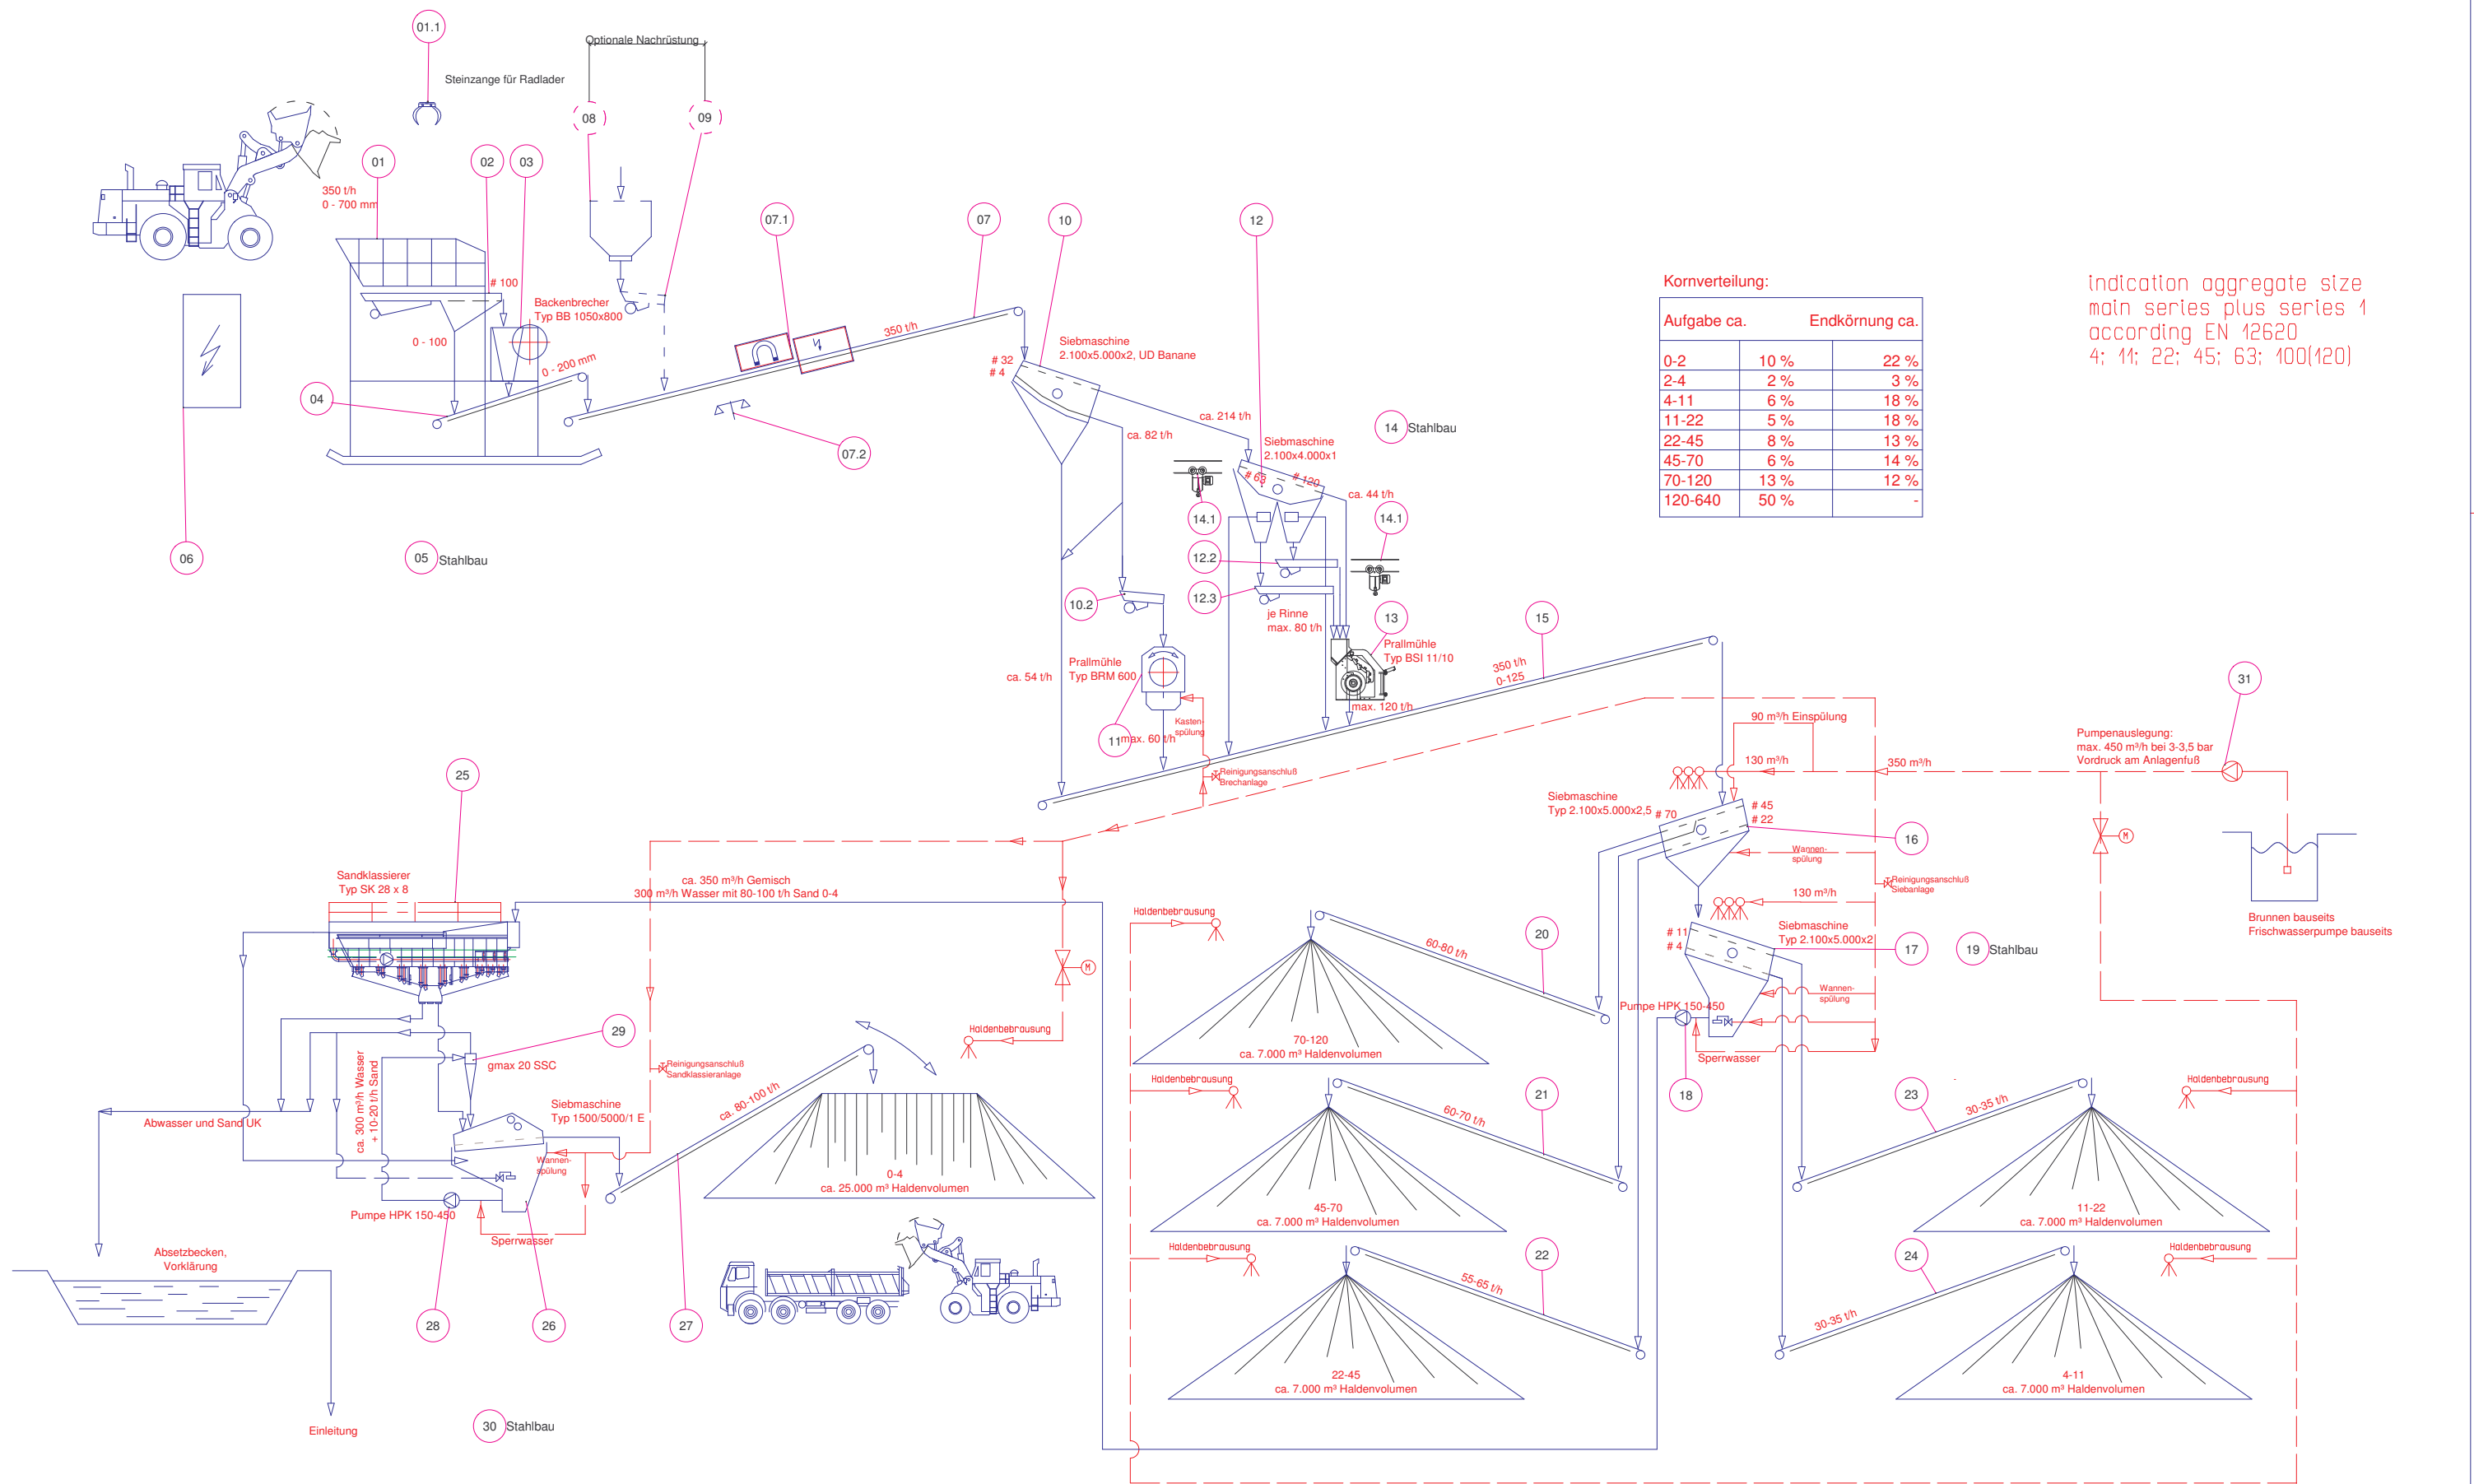 01.1
Optionale Nachrüstung
Steinzange für Radlader
08
09
01
02
03
350 t/h
0 - 700 mm
07.1
07
10
12
# 100
Backenbrecher
Typ BB 1050x800
0 - 100
0 - 200 mm
350 t/h
Siebmaschine
2.100x5.000x2, UD Banane
# 32
# 4
04
07.2
06
05 Stahlbau
ca. 214 t/h
ca. 82 t/h
14 Stahlbau
Siebmaschine
2.100x4.000x1
# 63
# 120
ca. 44 t/h
14.1
14.1
12.2
12.3
10.2
je Rinne
max. 80 t/h
13
Prallmühle
Typ BSI 11/10
15
Prallmühle
Typ BRM 600
ca. 54 t/h
350 t/h
0-125
max. 120 t/h
11
max. 60 t/h
Kasten-
spülung
Reinigungsanschluß
Brechanlage
Kornverteilung:
Aufgabe ca. Endkörnung ca.
0-2 10 % 22 %
2-4 2 % 3 %
4-11 6 % 18 %
11-22 5 % 18 %
22-45 8 % 13 %
45-70 6 % 14 %
70-120 13 % 12 %
120-640 50 % -
indication aggregate size
main series plus series 1
according EN 12620
4; 11; 22; 45; 63; 100(120)
31
90 m³/h Einspülung
130 m³/h
350 m³/h
Pumpenauslegung:
max. 450 m³/h bei 3-3,5 bar
Vordruck am Anlagenfuß
Siebmaschine
Typ 2.100x5.000x2,5
# 70
# 45
# 22
16
M
Wannen-
spülung
Reinigungsanschluß
Siebanlage
130 m³/h
Brunnen bauseits
Frischwasserpumpe bauseits
Siebmaschine
Typ 2.100x5.000x2
# 11
# 4
17
19 Stahlbau
Wannen-
spülung
Pumpe HPK 150-450
Sperrwasser
18
25
Sandklassierer
Typ SK 28 x 8
ca. 350 m³/h Gemisch
300 m³/h Wasser mit 80-100 t/h Sand 0-4
M
Haldenbebrausung
Haldenbebrausung
60-80 t/h
20
70-120
ca. 7.000 m³ Haldenvolumen
29
gmax 20 SSC
ca. 300 m³/h Wasser
+ 10-20 t/h Sand
Reinigungsanschluß
Sandklassieranlage
Siebmaschine
Typ 1500/5000/1 E
ca. 80-100 t/h
Abwasser und Sand UK
Wannen-
spülung
0-4
ca. 25.000 m³ Haldenvolumen
Pumpe HPK 150-450
Sperrwasser
Absetzbecken,
Vorklärung
28
26
27
Einleitung
30 Stahlbau
Haldenbebrausung
60-70 t/h
21
45-70
ca. 7.000 m³ Haldenvolumen
Haldenbebrausung
55-65 t/h
22
22-45
ca. 7.000 m³ Haldenvolumen
23
30-35 t/h
Haldenbebrausung
11-22
ca. 7.000 m³ Haldenvolumen
24
30-35 t/h
Haldenbebrausung
4-11
ca. 7.000 m³ Haldenvolumen